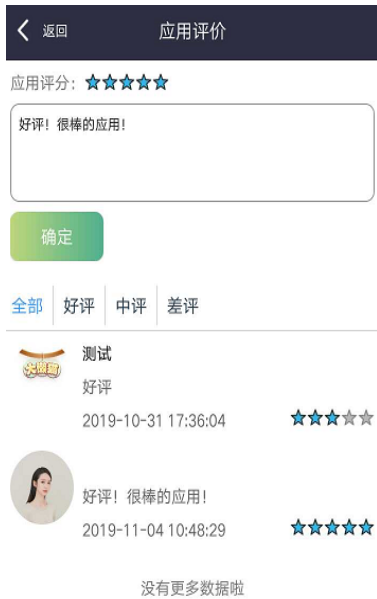 返回
应用评价
应用评分：
好评！很棒的应用！
确定
全部 好评 中评 差评
测试
好评
2019-10-31 17:36:04
好评！很棒的应用！
2019-11-04 10:48:29
没有更多数据啦